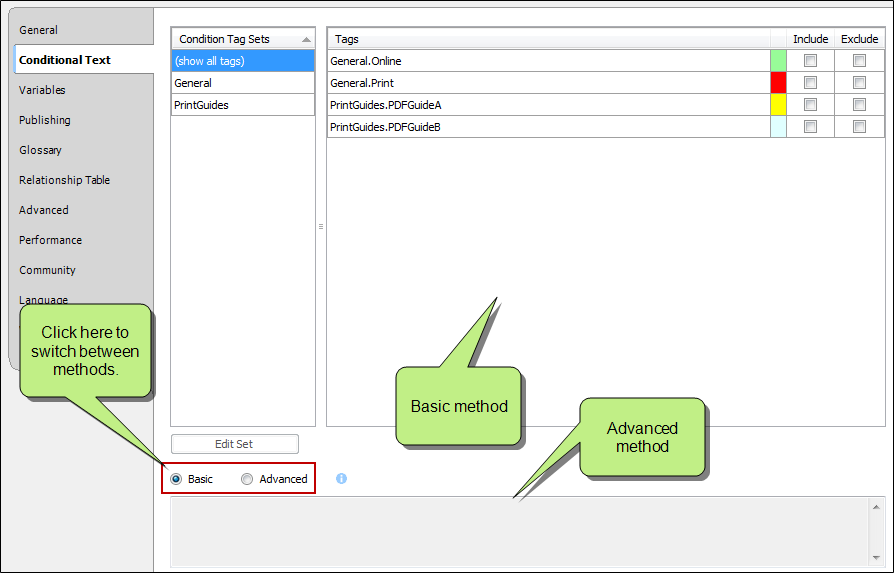 General
Conditional Text
Variables
Publishing
Glossary
Relationship Table
Advanced
Performance
Community
Language
Condition Tag Sets
(show all tags)
General
PrintGuides
Tags Include Exclude
General.Online
General.Print
PrintGuides.PDFGuideA
PrintGuides.PDFGuideB
Click here to
switch between
methods.
Basic method
Advanced
method
Edit Set
Basic Advanced